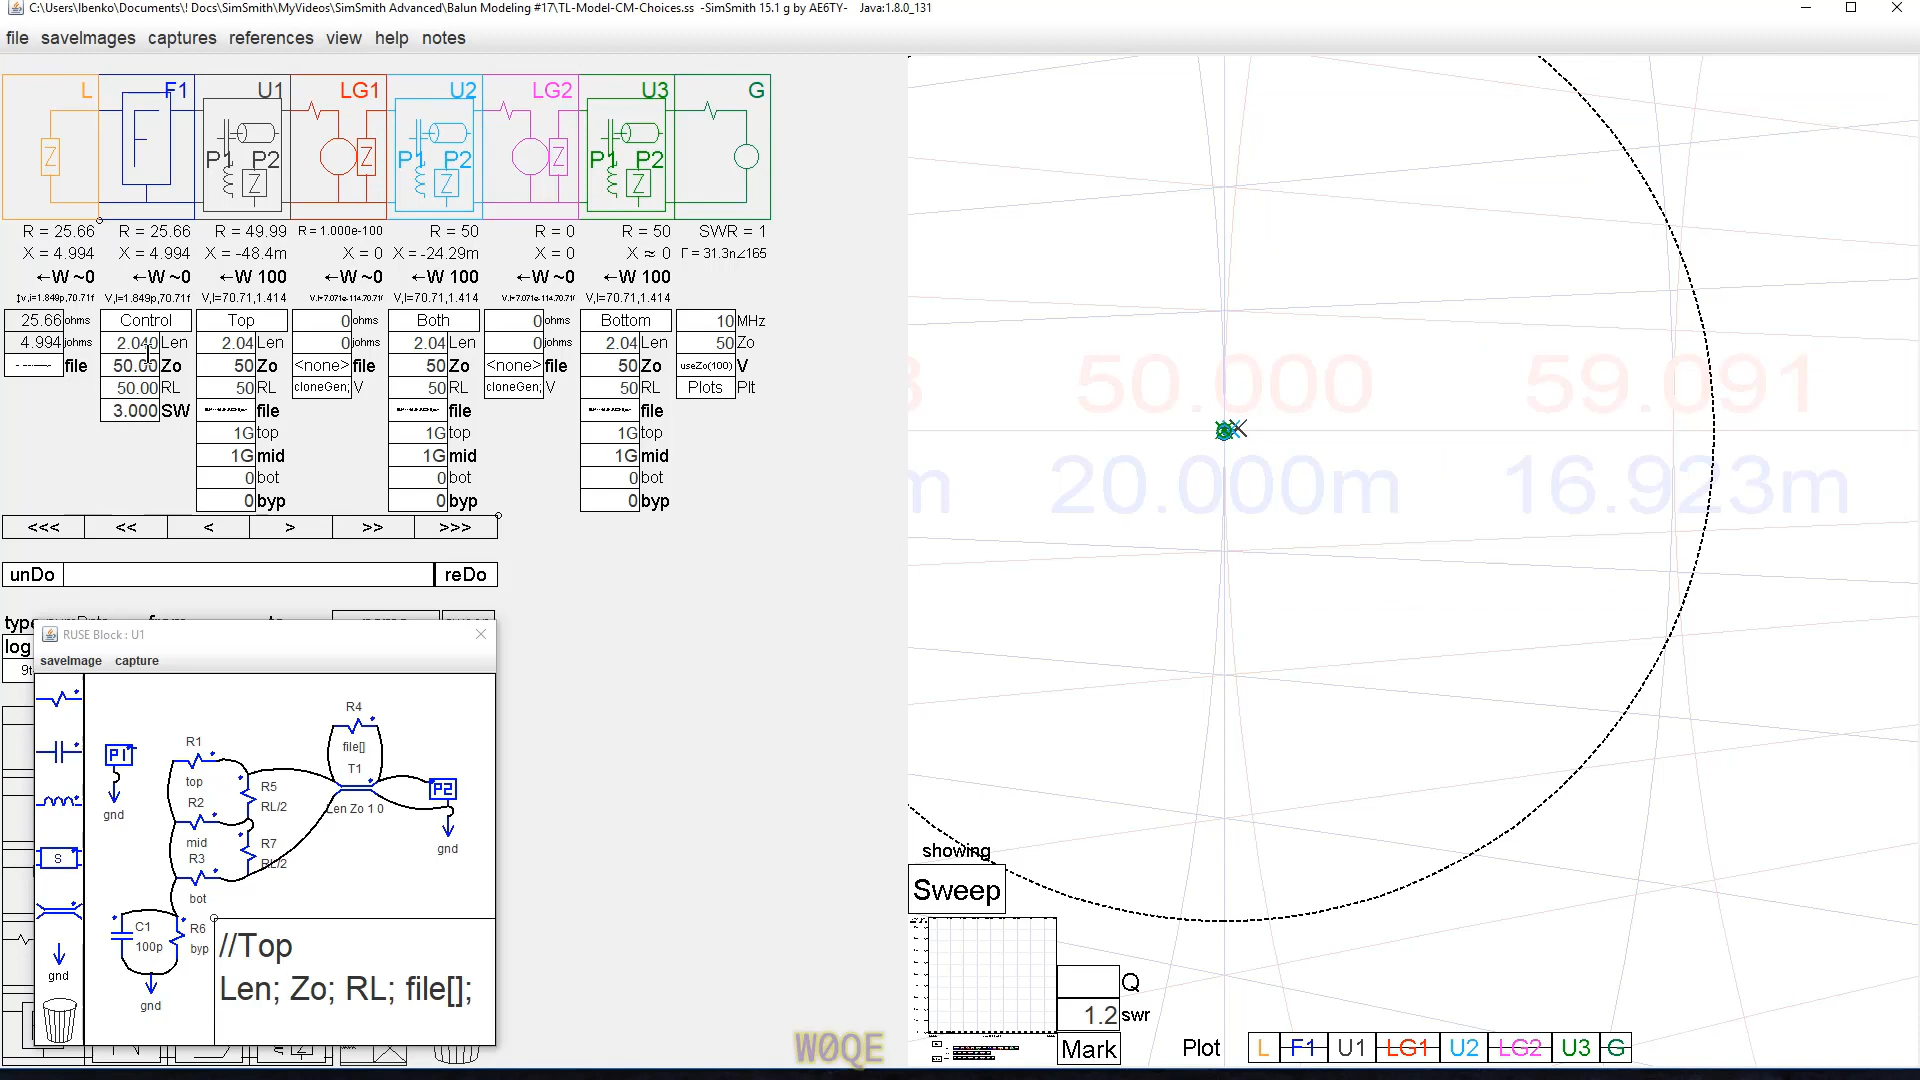 C:\Users\lbenko\Documents\! Docs\SimSmith\MyVideos\SimSmith Advanced\Balun Modeling #17\TL-Model-CM-Choices.ss -SimSmith 15.1 g by AE6TY- Java:1.8.0_131
file saveImages captures references view help notes
L F1 U1 LG1 U2 LG2 U3 G
Z P1 P2 Z Z P1 P2 Z Z P1 P2 Z
R = 25.66 R = 25.66 R = 49.99 R = 1.000e-100 R = 50 R = 0 R = 50 SWR = 1
X = 4.994 X = 4.994 X = -48.4m X = 0 X = -24.29m X = 0 X ≈ 0 Γ = 31.3n∠165
←W ~0 ←W ~0 ←W 100 ←W ~0 ←W 100 ←W ~0 ←W 100
V,I=1.849p,70.71f V,I=70.71,1.414 V,I=70.71,1.414 V,I=70.71,1.414
25.66 ohms Control Top 0 ohms Both 0 ohms Bottom 10 MHz
4.994 johms 2.040 Len 2.04 Len 0 johms 2.04 Len 0 johms 2.04 Len 50 Zo
file 50.00 Zo 50 Zo <none> file 50 Zo <none> file 50 Zo useZo(100) V
50.00 RL 50 RL cloneGen; V 50 RL cloneGen; V 50 RL Plots Plt
3.000 SW file file file
1G top 1G top 1G top
1G mid 1G mid 1G mid
0 bot 0 bot 0 bot
0 byp 0 byp 0 byp
<<< << < > >> >>>
unDo reDo
type
log
RUSE Block : U1
saveImage capture
P1
gnd
R1
top
R2
mid
R3
bot
R5
RL/2
R7
RL/2
R4
file[]
T1
Len Zo 1 0
P2
gnd
C1
100p
R6
byp
gnd
S
gnd
//Top
Len; Zo; RL; file[];
50.000 59.091
20.000m 16.923m
showing
Sweep
Q
1.2 swr
Mark
Plot L F1 U1 LG1 U2 LG2 U3 G
W0QE